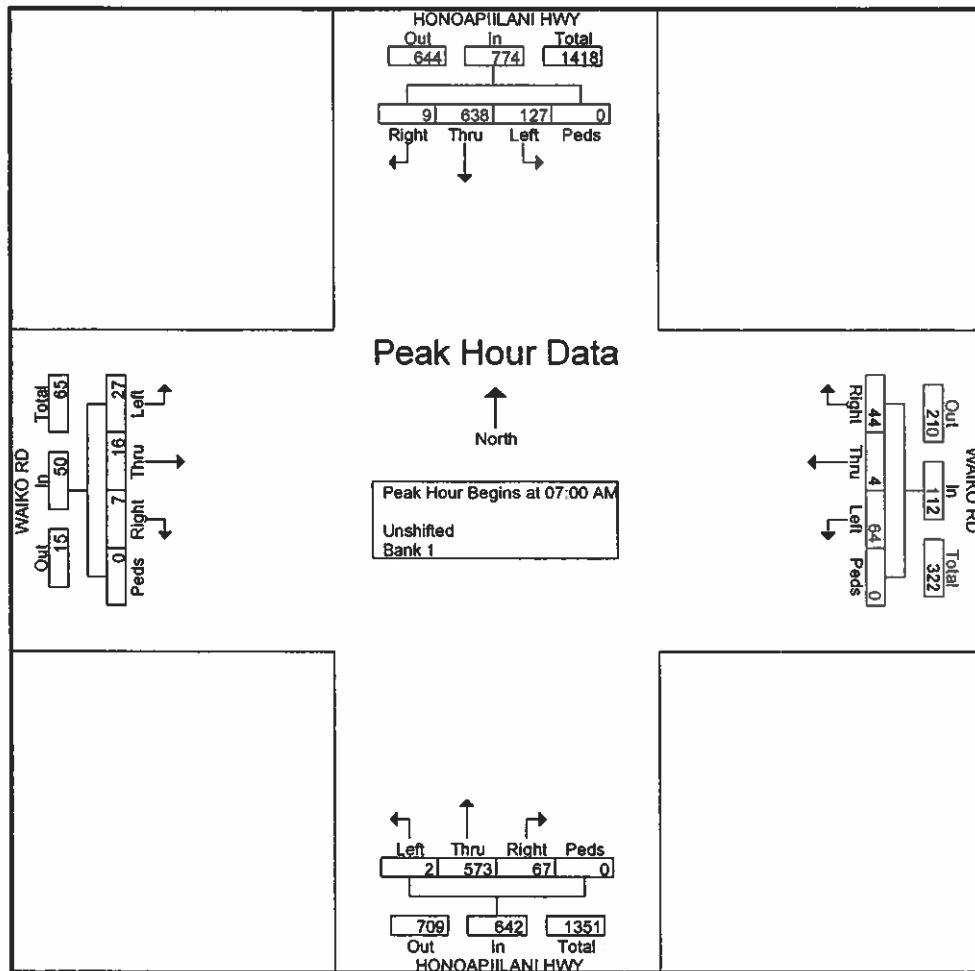 HONOAPIILANI HWY
Out In Total
644 774 1418
9 638 127 0
Right Thru Left Peds
Peak Hour Data
North
Peak Hour Begins at 07:00 AM
Unshifted
Bank 1
WAIKO RD
Out In Total
15 50 65
Left Thru Right Peds
27 16 7 0
WAIKO RD
Out In Total
210 112 322
Right Thru Left Peds
44 4 64 0
Left Thru Right Peds
2 573 67 0
709 642 1351
Out In Total
HONOAPIILANI HWY